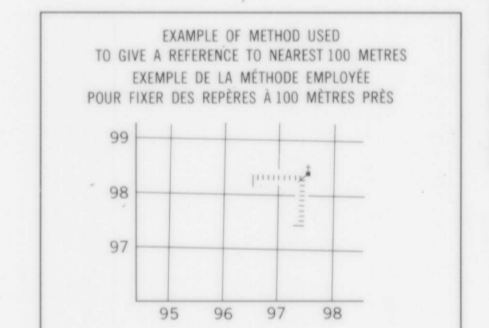 EXAMPLE OF METHOD USED
TO GIVE A REFERENCE TO NEAREST 100 METRES
EXEMPLE DE LA MÉTHODE EMPLOYÉE
POUR FIXER DES REPÈRES À 100 MÈTRES PRÈS
99
98
97
95 96 97 98